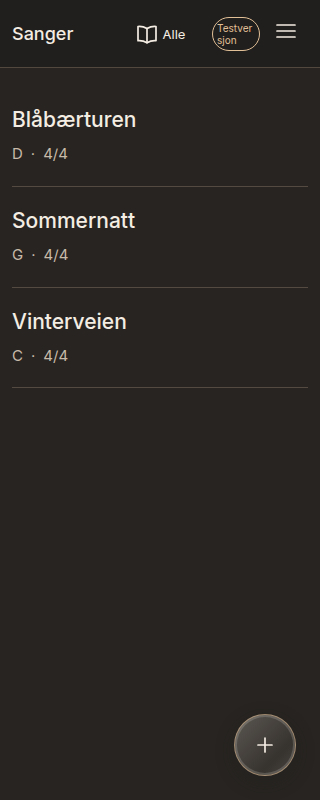 Sanger
Alle
Testver
sjon
Blåbærturen
D · 4/4
Sommernatt
G · 4/4
Vinterveien
C · 4/4